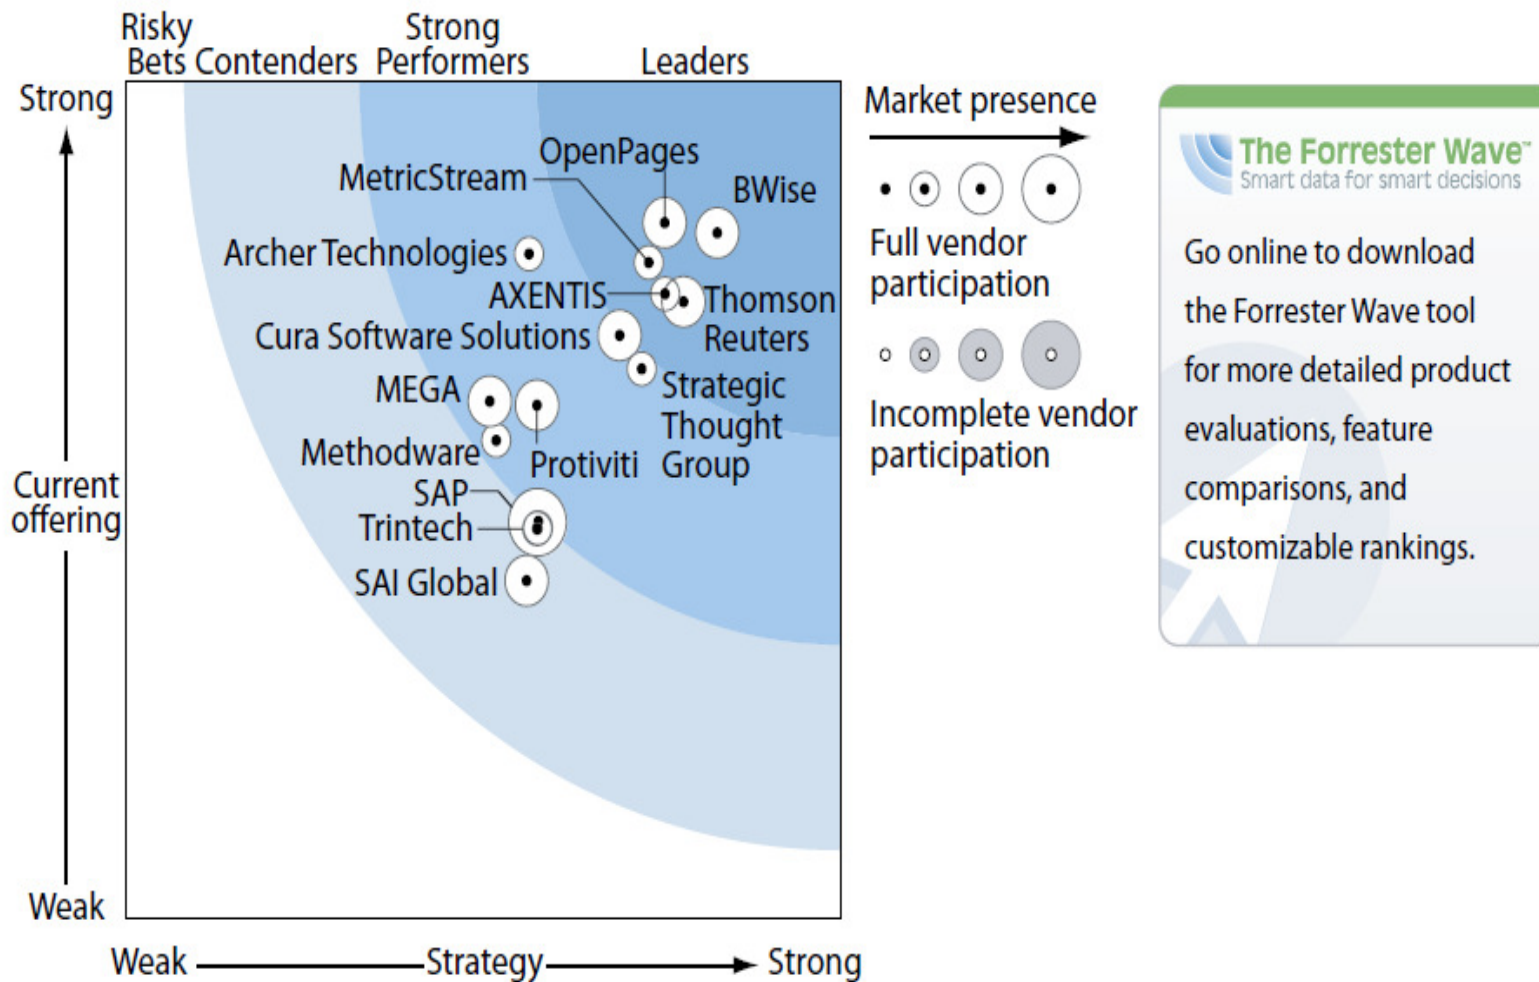 Risky
Bets
Contenders
Strong
Performers
Leaders
Strong
Current
offering
Weak
Weak
Strategy
Strong
OpenPages
MetricStream
BWise
Archer Technologies
AXENTIS
Thomson
Reuters
Cura Software Solutions
Strategic
Thought
Group
MEGA
Methodware
Protiviti
SAP
Trintech
SAI Global
Market presence
Full vendor
participation
Incomplete vendor
participation
The Forrester Wave™
Smart data for smart decisions
Go online to download
the Forrester Wave tool
for more detailed product
evaluations, feature
comparisons, and
customizable rankings.